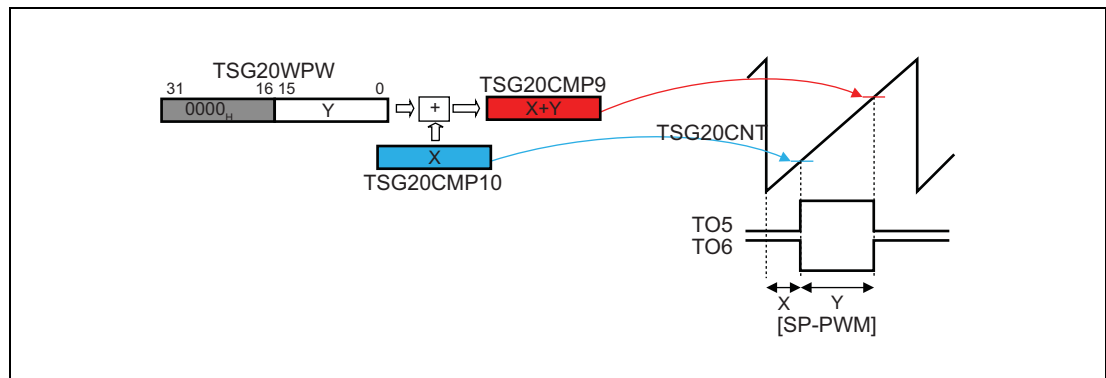 TSG20WPW
31 16 15 0
0000H Y
+
TSG20CMP9
X+Y
X
TSG20CMP10
TSG20CNT
TO5
TO6
X Y
[SP-PWM]